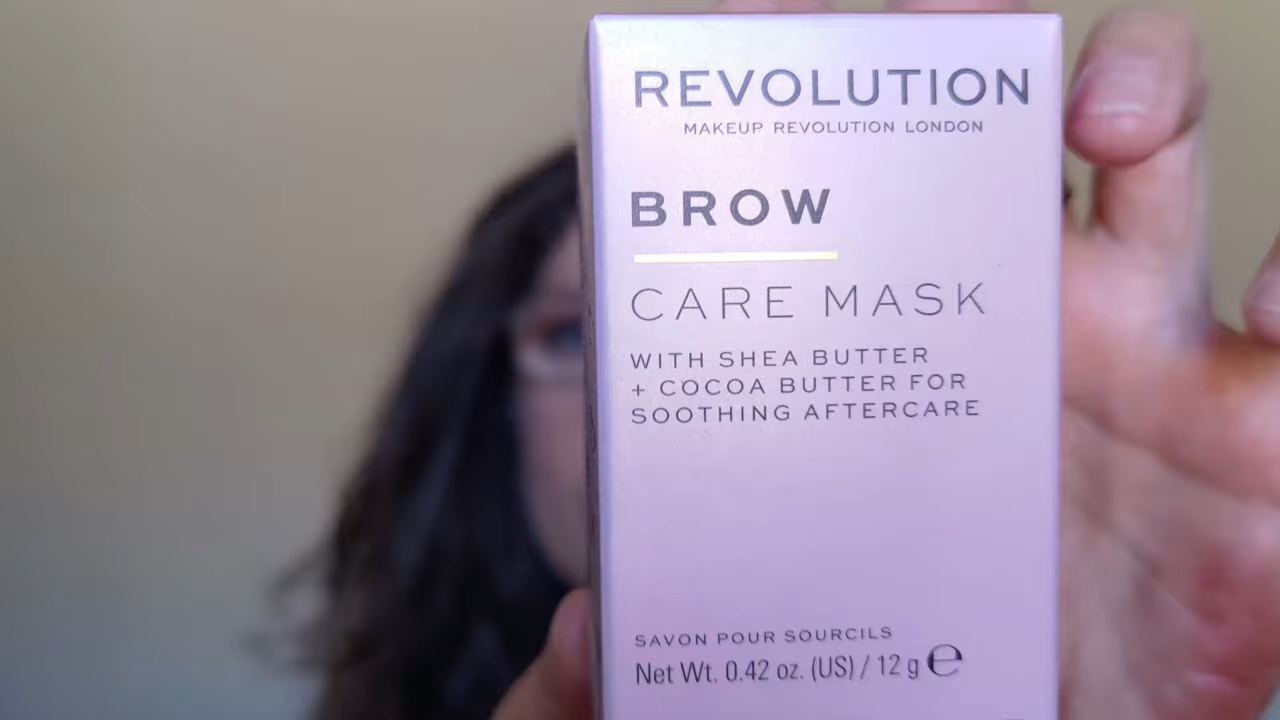 REVOLUTION
MAKEUP REVOLUTION LONDON
BROW
CARE MASK
WITH SHEA BUTTER
+ COCOA BUTTER FOR
SOOTHING AFTERCARE
SAVON POUR SOURCILS
Net Wt. 0.42 oz. (US) / 12 g ℮